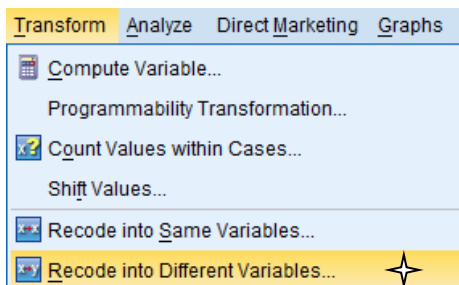 Transform Analyze Direct Marketing Graphs
Compute Variable...
Programmability Transformation...
Count Values within Cases...
Shift Values...
Recode into Same Variables...
Recode into Different Variables...